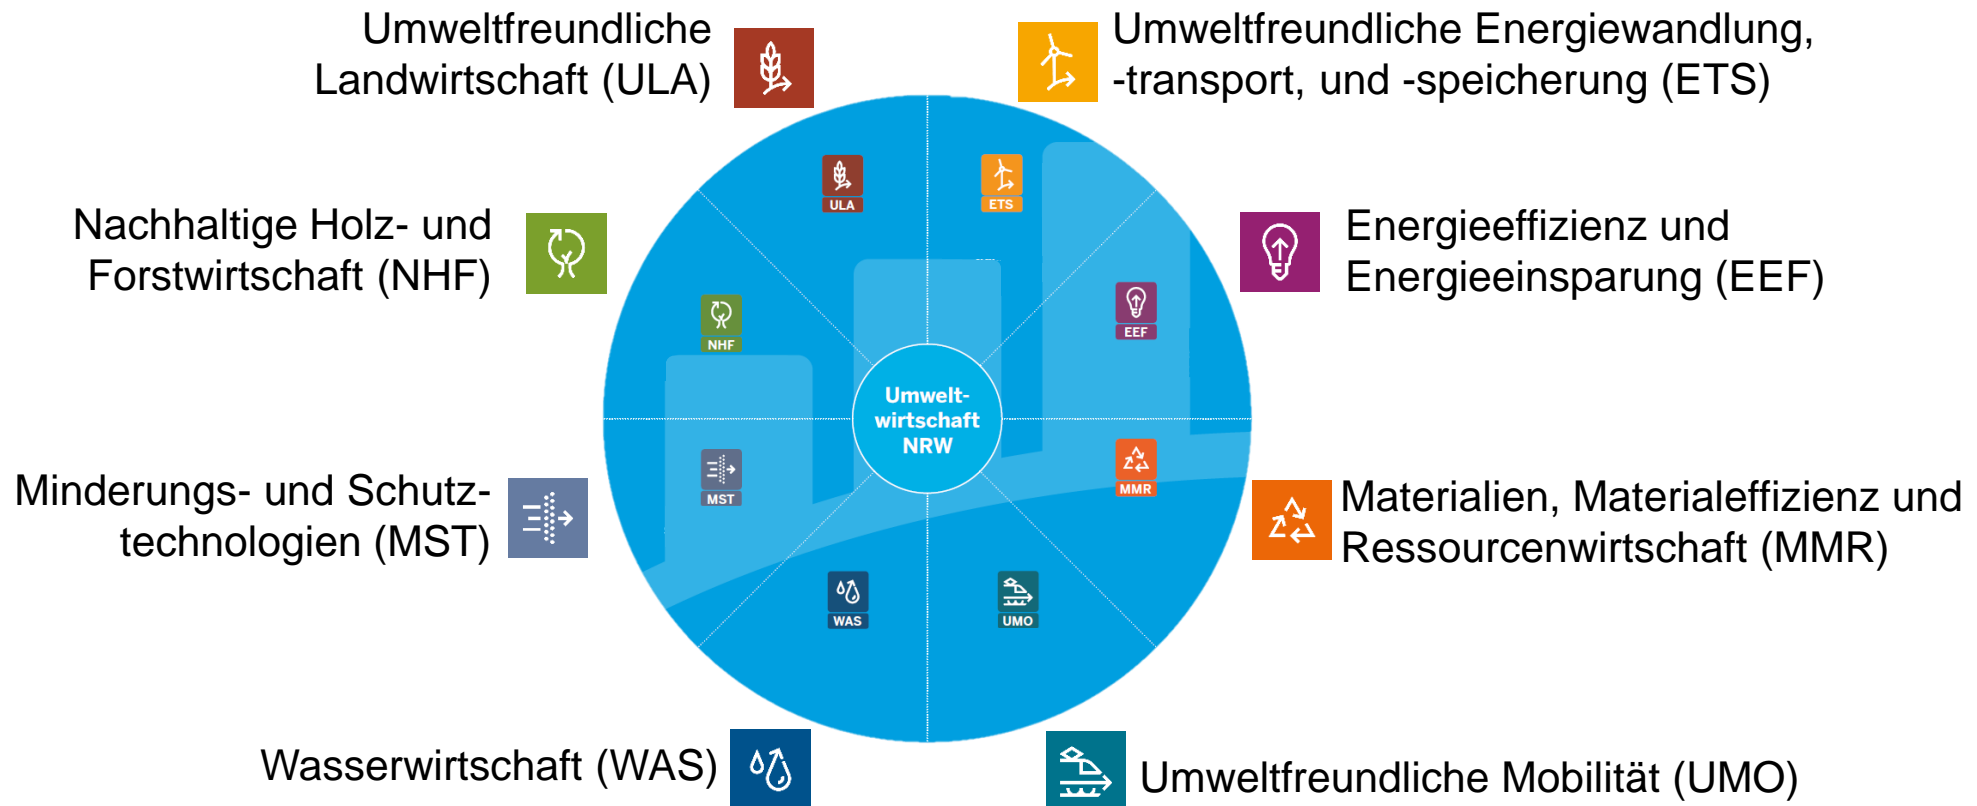 Umweltfreundliche
Landwirtschaft (ULA)
Umweltfreundliche Energiewandlung,
-transport, und -speicherung (ETS)
Nachhaltige Holz- und
Forstwirtschaft (NHF)
Energieeffizienz und
Energieeinsparung (EEF)
Minderungs- und Schutz-
technologien (MST)
Materialien, Materialeffizienz und
Ressourcenwirtschaft (MMR)
Wasserwirtschaft (WAS)
Umweltfreundliche Mobilität (UMO)
ULA
ETS
NHF
EEF
Umwelt-
wirtschaft
NRW
MST
MMR
WAS
UMO